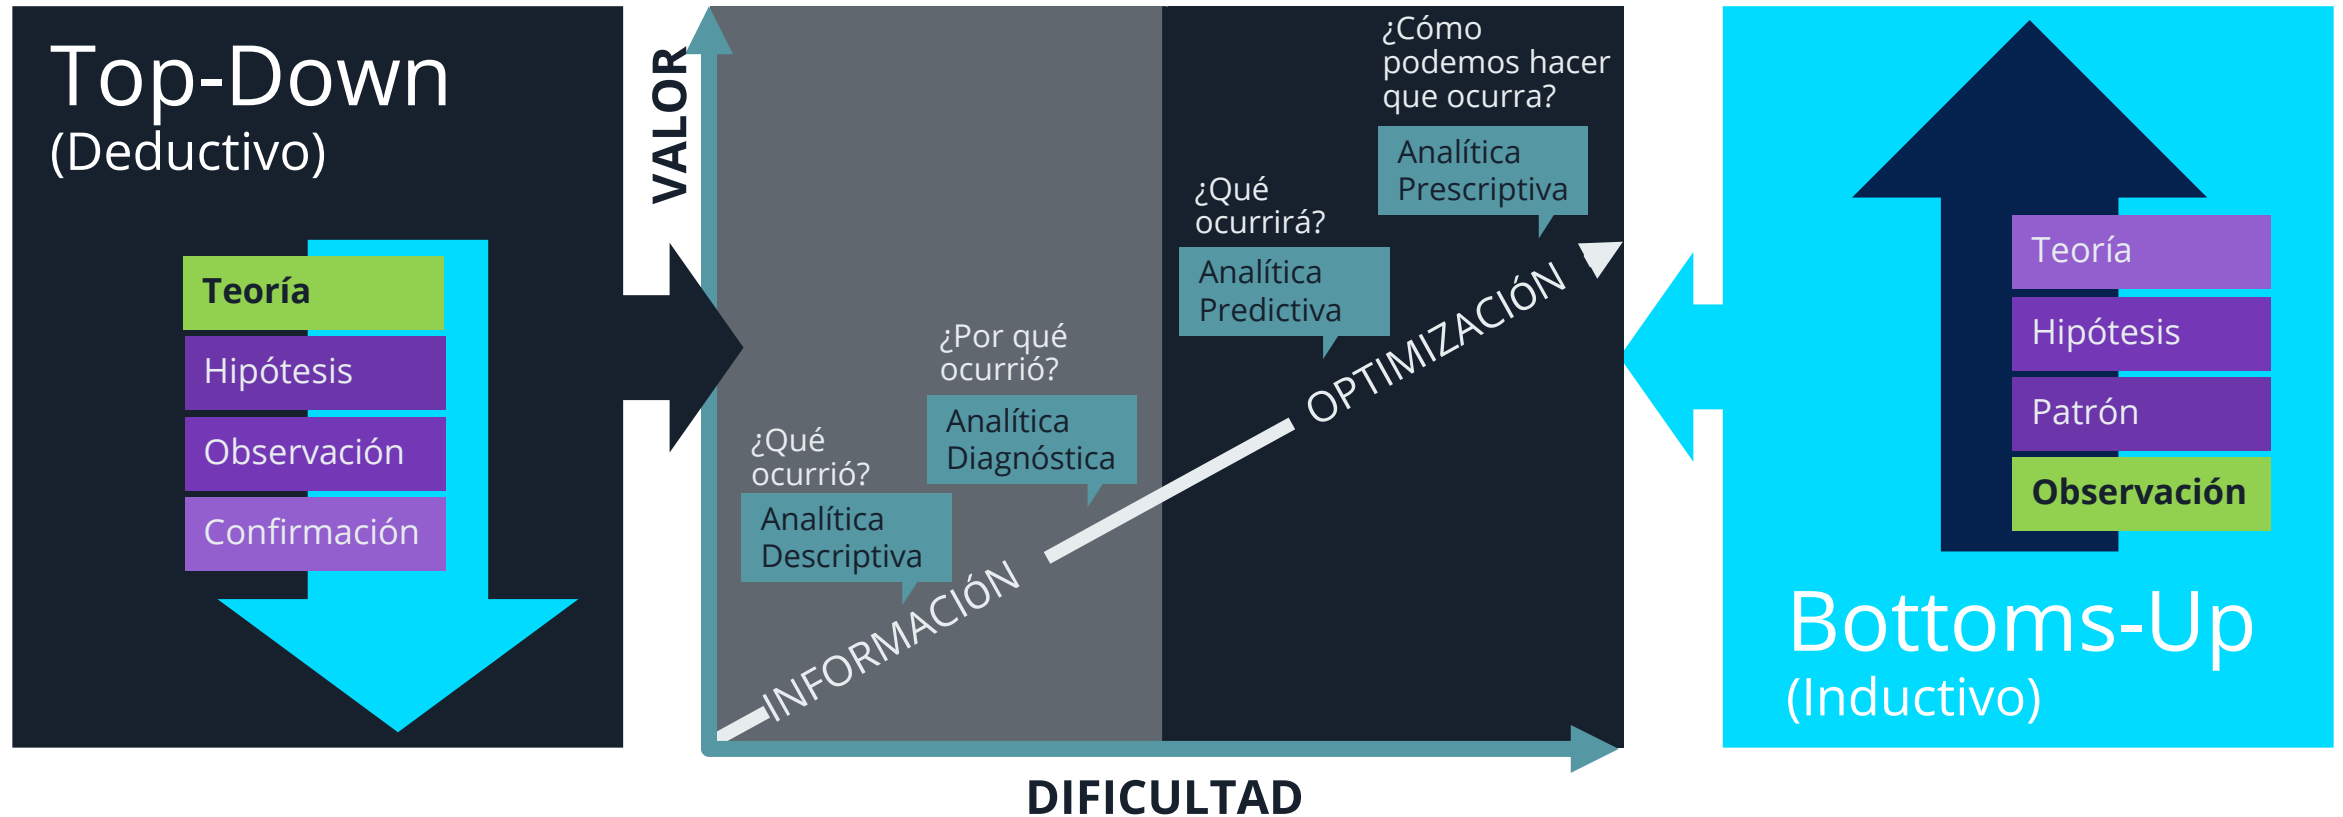 Top-Down
(Deductivo)
Teoría
Hipótesis
Observación
Confirmación
VALOR
¿Qué
ocurrió?
Analítica
Descriptiva
¿Por qué
ocurrió?
Analítica
Diagnóstica
¿Qué
ocurrirá?
Analítica
Predictiva
¿Cómo
podemos hacer
que ocurra?
Analítica
Prescriptiva
INFORMACIÓN
OPTIMIZACIÓN
DIFICULTAD
Teoría
Hipótesis
Patrón
Observación
Bottoms-Up
(Inductivo)